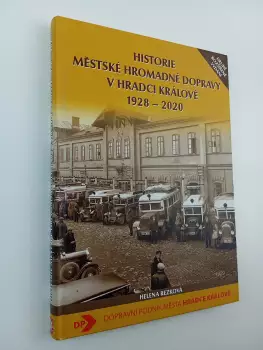 HISTORIE
MĚSTSKÉ HROMADNÉ DOPRAVY
V HRADCI KRÁLOVÉ
1928 – 2020
HELENA REZKOVÁ
DP
DOPRAVNÍ PODNIK MĚSTA HRADCE KRÁLOVÉ